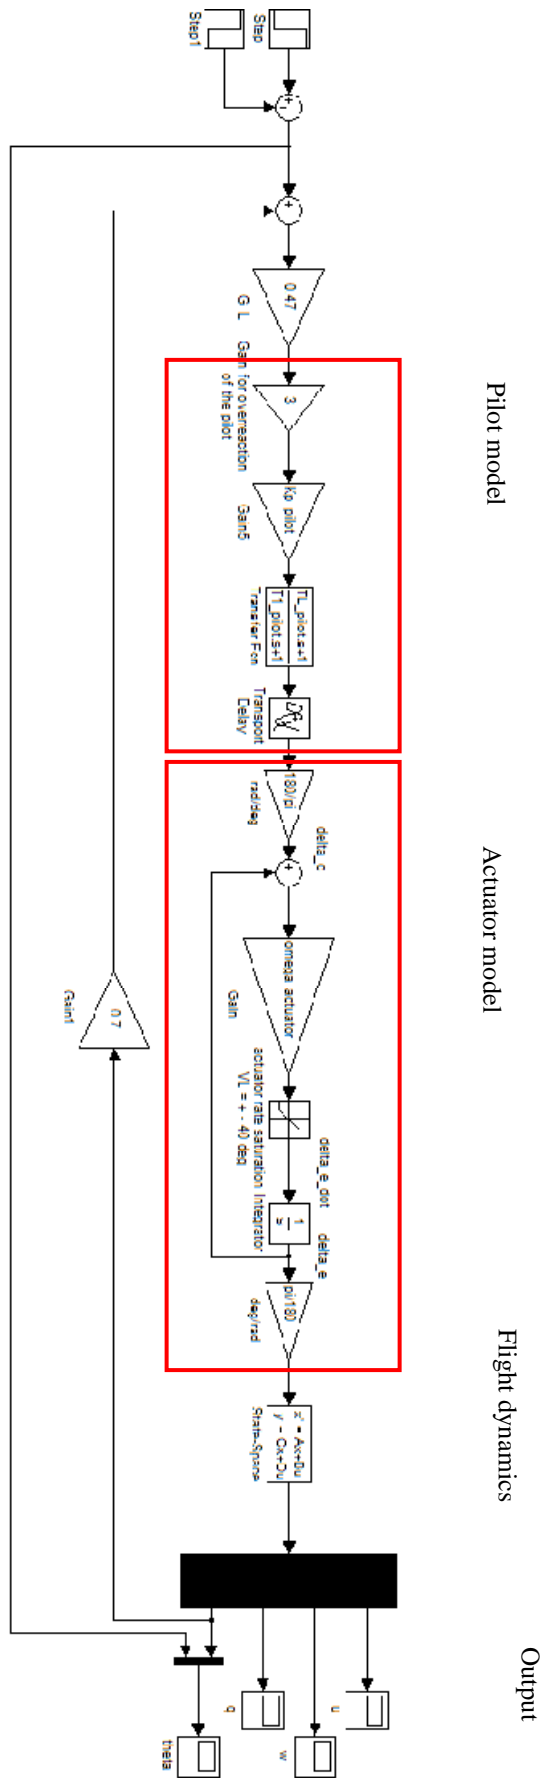 Pilot model
Actuator model
Flight dynamics
Output
Step
Step1
+
-
+
0.47
G L
3
Gain for overreaction
of the pilot
Kp pilot
Gain5
TL_pilot.s+1
T1_pilot.s+1
Transfer Fcn
Transport
Delay
180/pi
rad/deg
delta_c
+
omega actuator
Gain
actuator rate saturation
VL = + - 40 deg
delta_e_dot
1
s
Integrator
delta_e
pi/180
deg/rad
x' = Ax+Bu
y = Cx+Du
State-Space
0.7
Gain1
u
w
q
theta